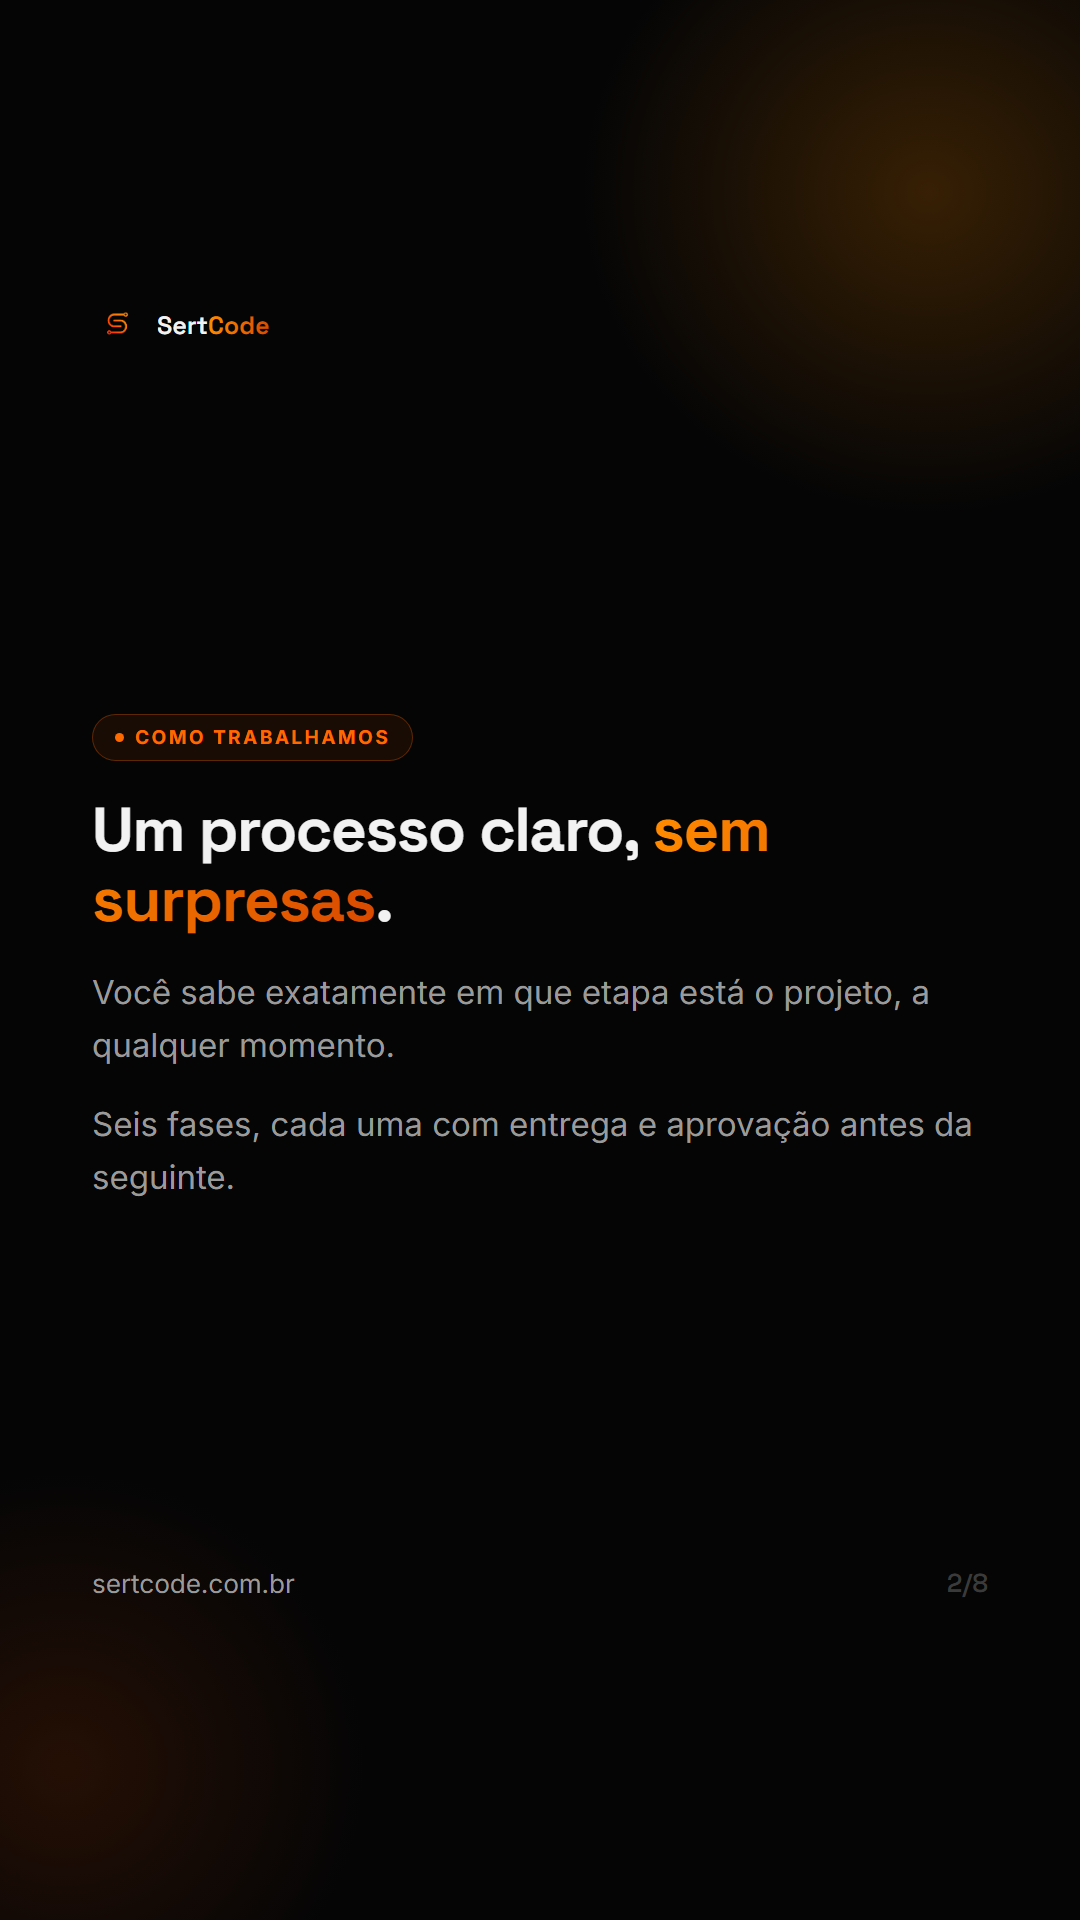 SertCode
COMO TRABALHAMOS
Um processo claro, sem
surpresas.
Você sabe exatamente em que etapa está o projeto, a
qualquer momento.
Seis fases, cada uma com entrega e aprovação antes da
seguinte.
sertcode.com.br
2/8